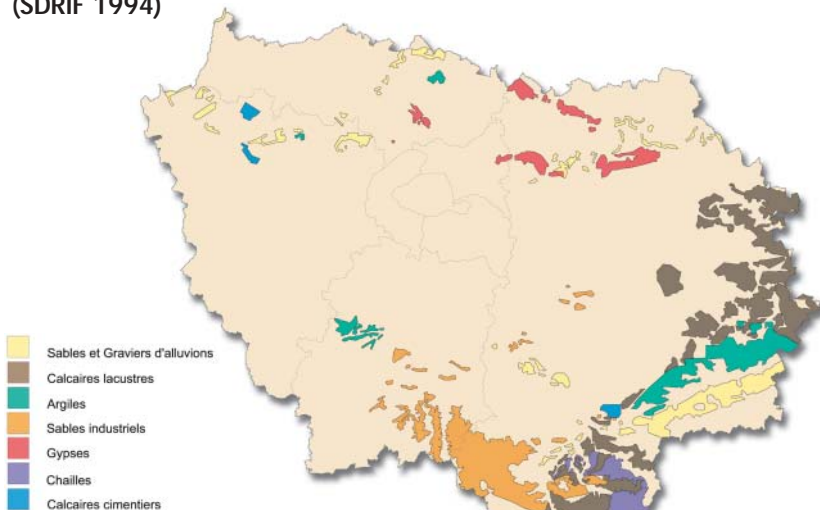 (SDRIF 1994)
Sables et Graviers d'alluvions
Calcaires lacustres
Argiles
Sables industriels
Gypses
Chailles
Calcaires cimentiers